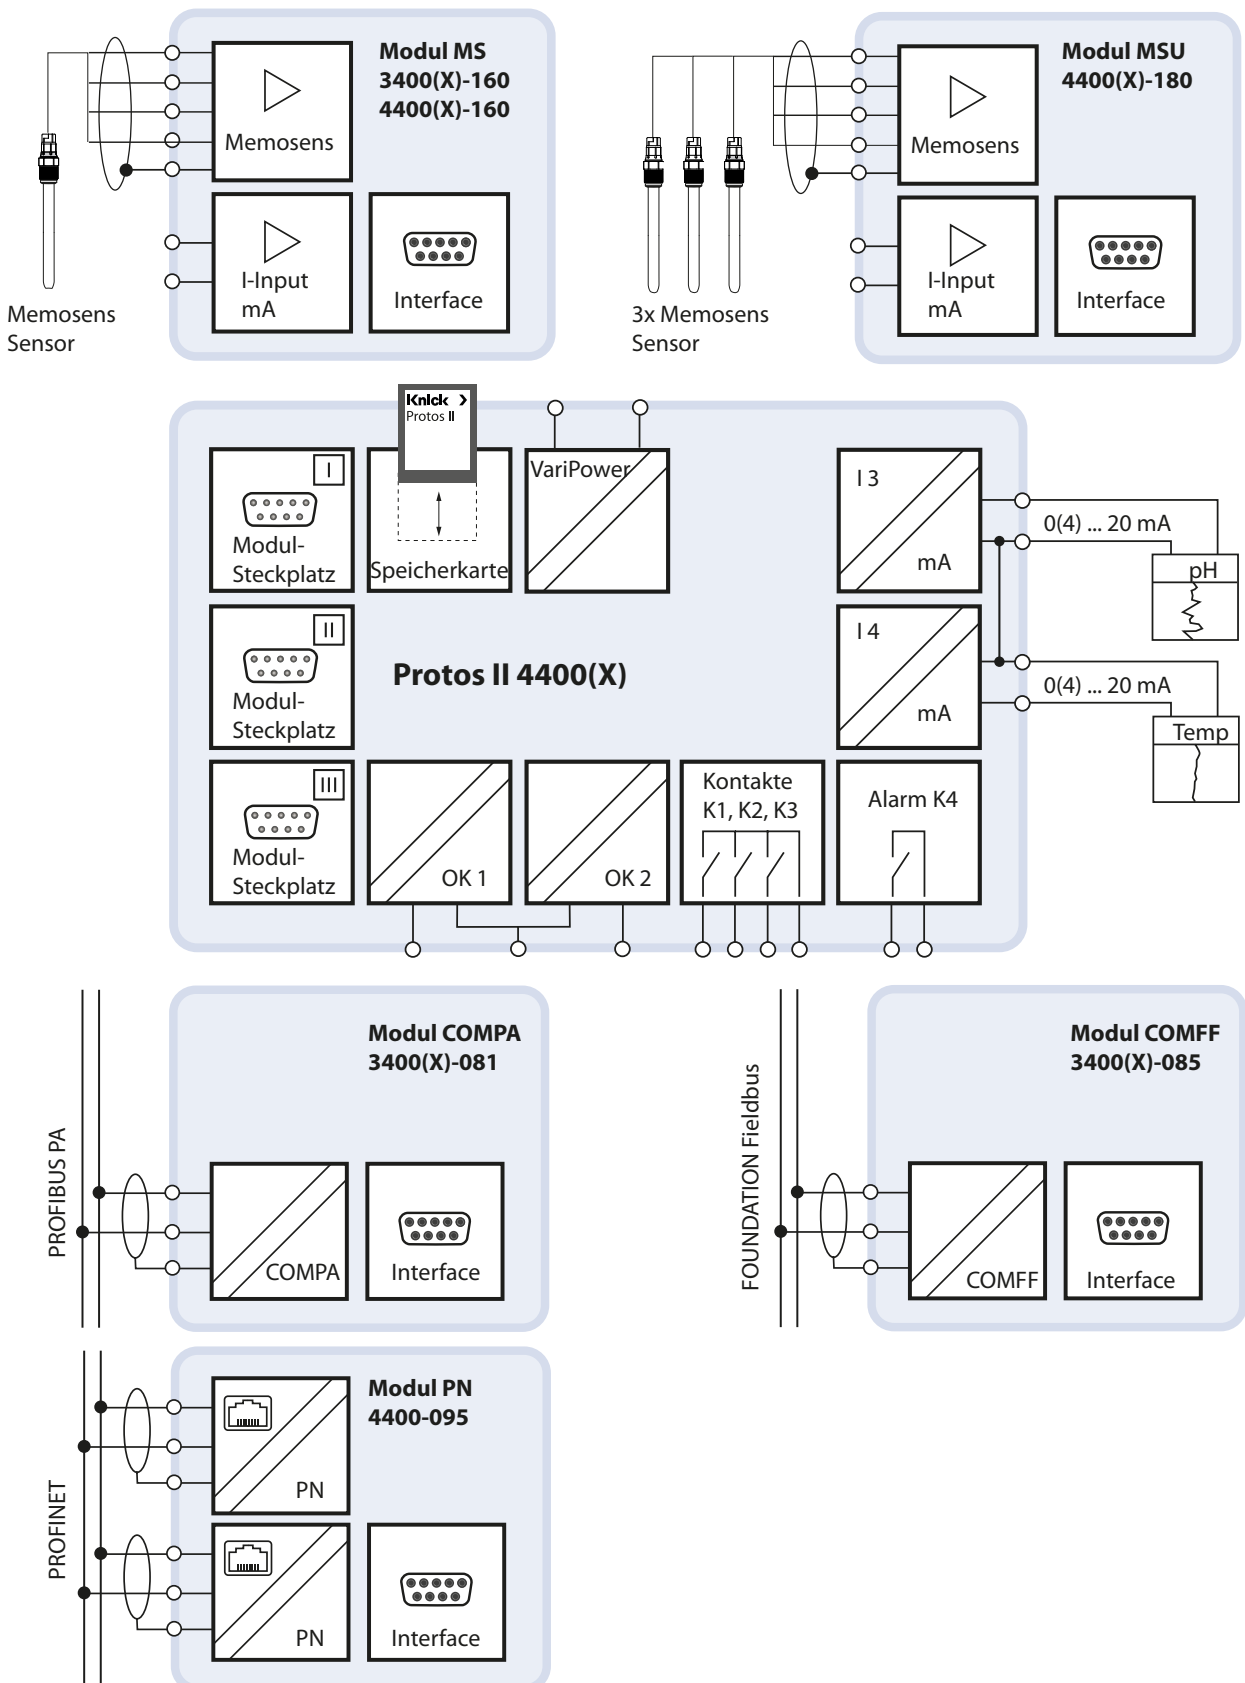 Modul MS
3400(X)-160
4400(X)-160
Memosens
I-Input
mA
Interface
Memosens
Sensor
Modul MSU
4400(X)-180
Memosens
I-Input
mA
Interface
3x Memosens
Sensor
Knick >
Protos II
I
Modul-
Steckplatz
Speicherkarte
VariPower
I 3
mA
0(4) ... 20 mA
pH
II
Modul-
Steckplatz
Protos II 4400(X)
I 4
mA
0(4) ... 20 mA
Temp
III
Modul-
Steckplatz
OK 1
OK 2
Kontakte
K1, K2, K3
Alarm K4
PROFIBUS PA
Modul COMPA
3400(X)-081
COMPA
Interface
FOUNDATION Fieldbus
Modul COMFF
3400(X)-085
COMFF
Interface
PROFINET
Modul PN
4400-095
PN
PN
Interface